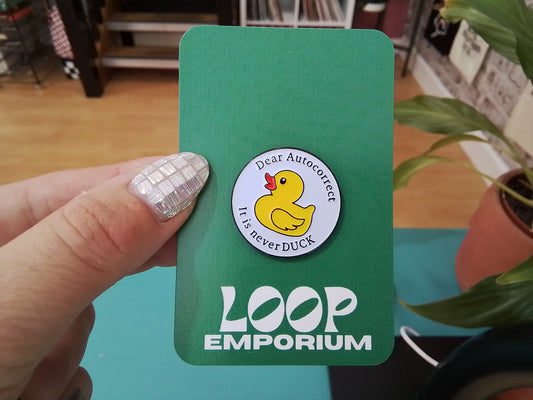 Dear Autocorrect
It is never DUCK
LOOP
EMPORIUM